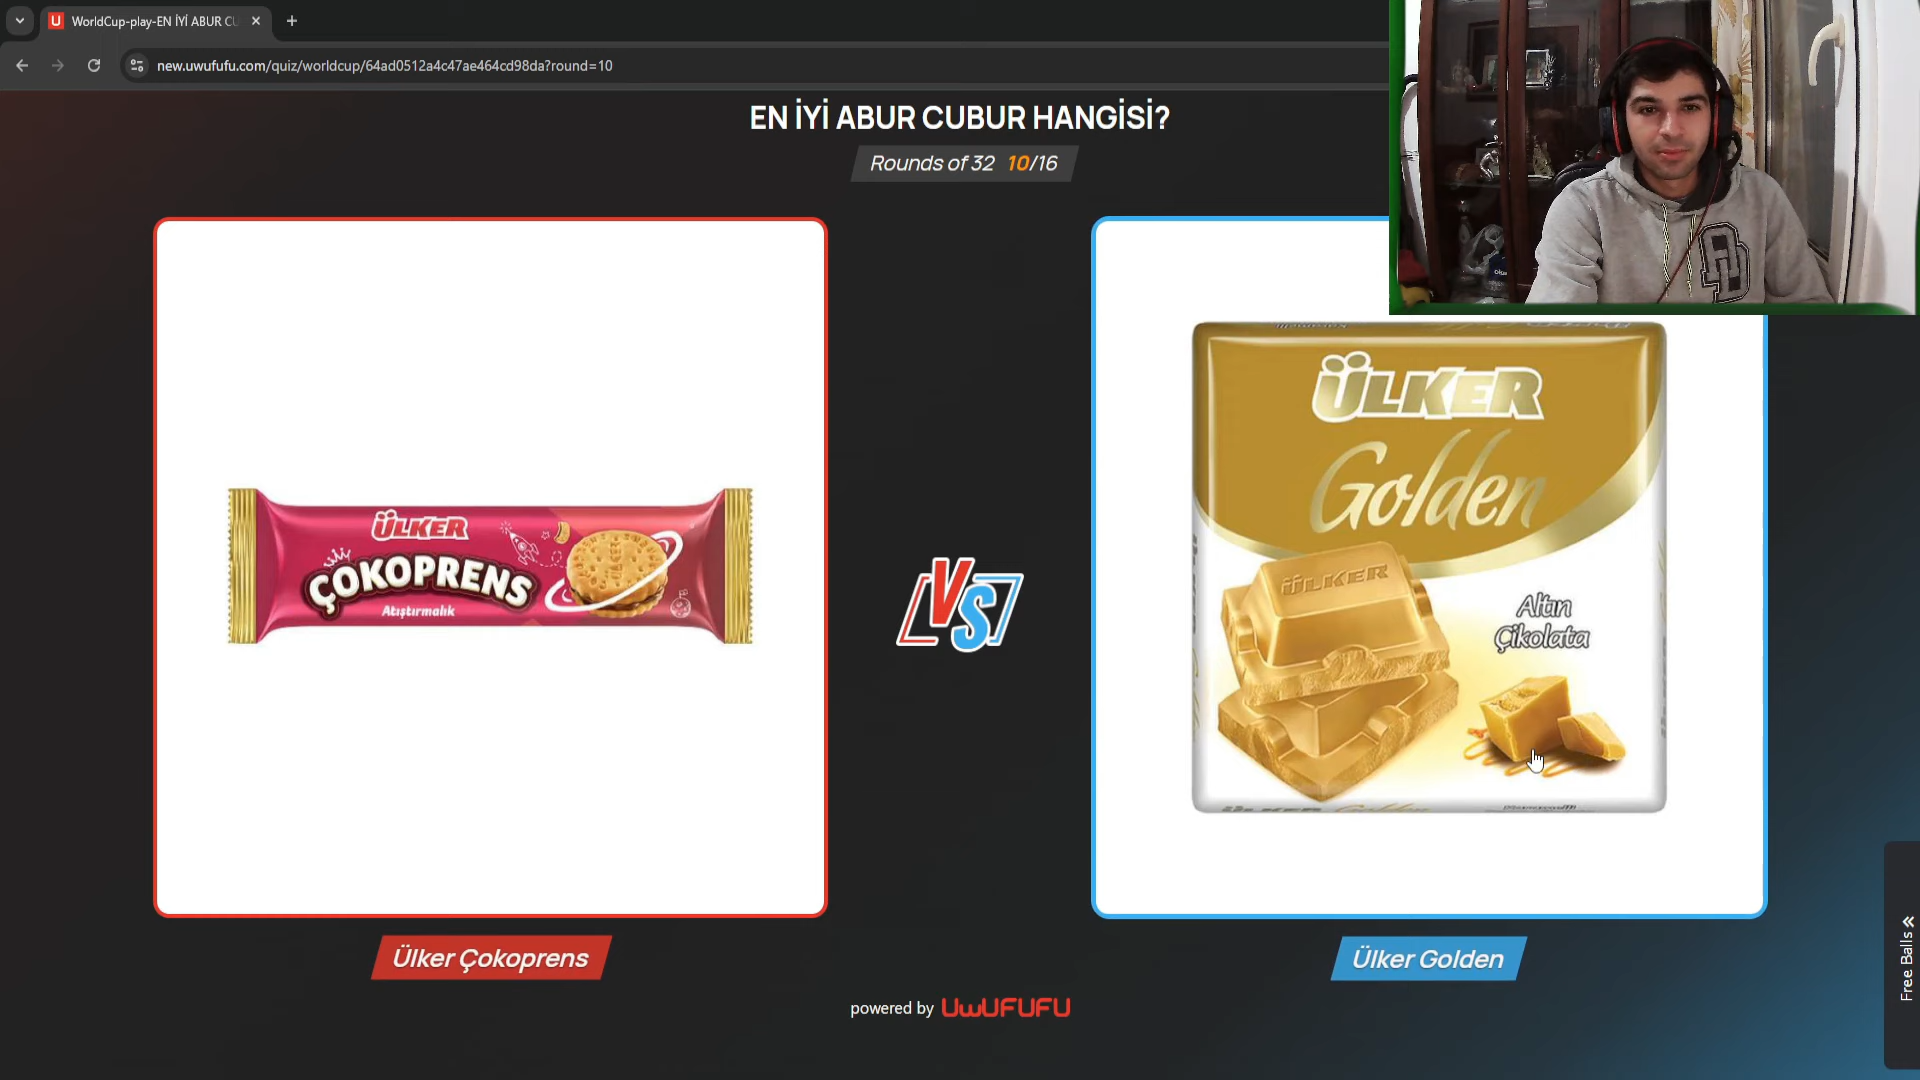 WorldCup-play-EN İYİ ABUR CU
new.uwufufu.com/quiz/worldcup/64ad0512a4c47ae464cd98da?round=10
EN İYİ ABUR CUBUR HANGİSİ?
Rounds of 32 10/16
ÜLKER
ÇOKOPRENS
Atıştırmalık
VS
ÜLKER
Golden
ÜLKER
Altın
Çikolata
Ülker Çokoprens
Ülker Golden
powered by UwUFUFU
Free Balls